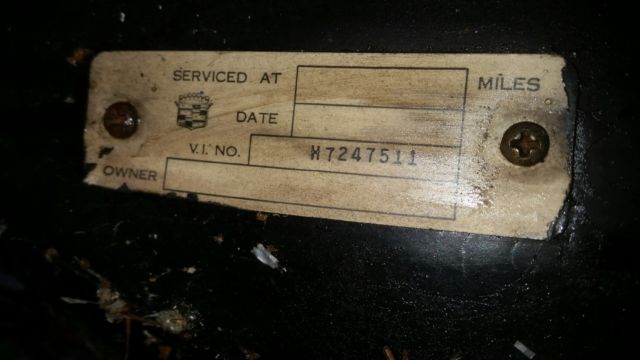 SERVICED AT MILES
DATE
V.I. NO. H7247511
OWNER